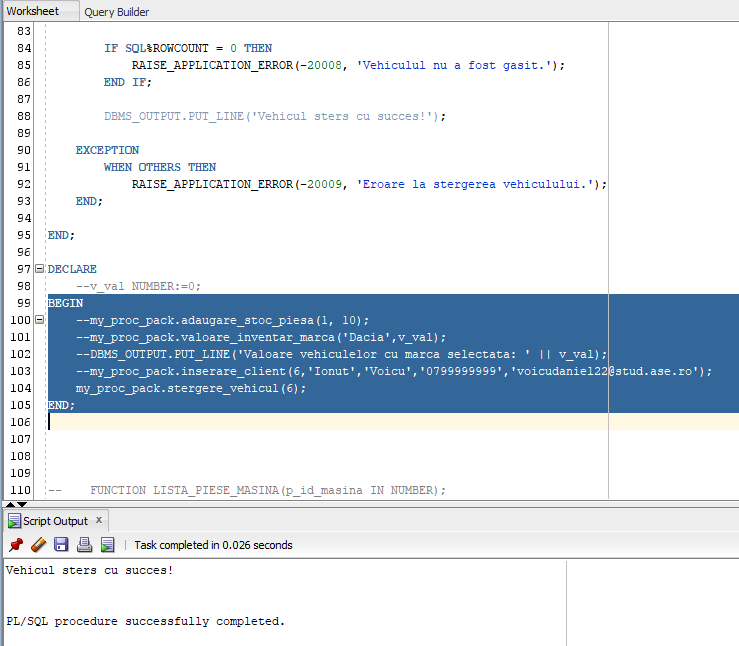 Worksheet Query Builder
83
84 IF SQL%ROWCOUNT = 0 THEN
85 RAISE_APPLICATION_ERROR(-20008, 'Vehiculul nu a fost gasit.');
86 END IF;
87
88 DBMS_OUTPUT.PUT_LINE('Vehicul sters cu succes!');
89
90 EXCEPTION
91 WHEN OTHERS THEN
92 RAISE_APPLICATION_ERROR(-20009, 'Eroare la stergerea vehiculului.');
93 END;
94
95 END;
96
97 DECLARE
98 --v_val NUMBER:=0;
99 BEGIN
100 --my_proc_pack.adaugare_stoc_piesa(1, 10);
101 --my_proc_pack.valoare_inventar_marca('Dacia',v_val);
102 --DBMS_OUTPUT.PUT_LINE('Valoare vehiculelor cu marca selectata: ' || v_val);
103 --my_proc_pack.inserare_client(6,'Ionut','Voicu','0799999999','voicudaniel22@stud.ase.ro');
104 my_proc_pack.stergere_vehicul(6);
105 END;
106
107
108
109
110 -- FUNCTION LISTA_PIESE_MASINA(p_id_masina IN NUMBER);
Script Output x
Task completed in 0.026 seconds
Vehicul sters cu succes!
PL/SQL procedure successfully completed.